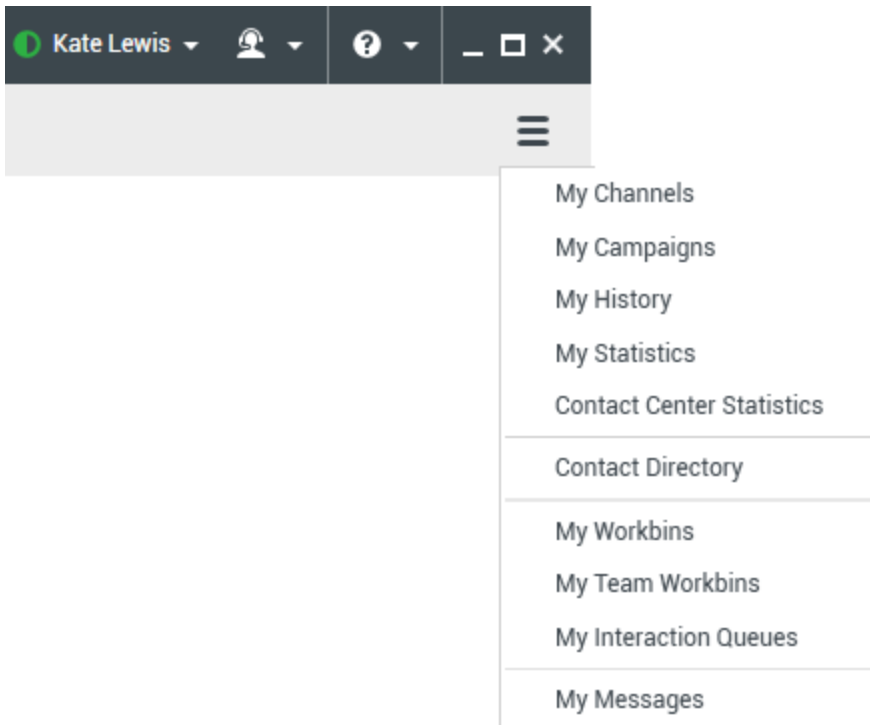 Kate Lewis
My Channels
My Campaigns
My History
My Statistics
Contact Center Statistics
Contact Directory
My Workbins
My Team Workbins
My Interaction Queues
My Messages